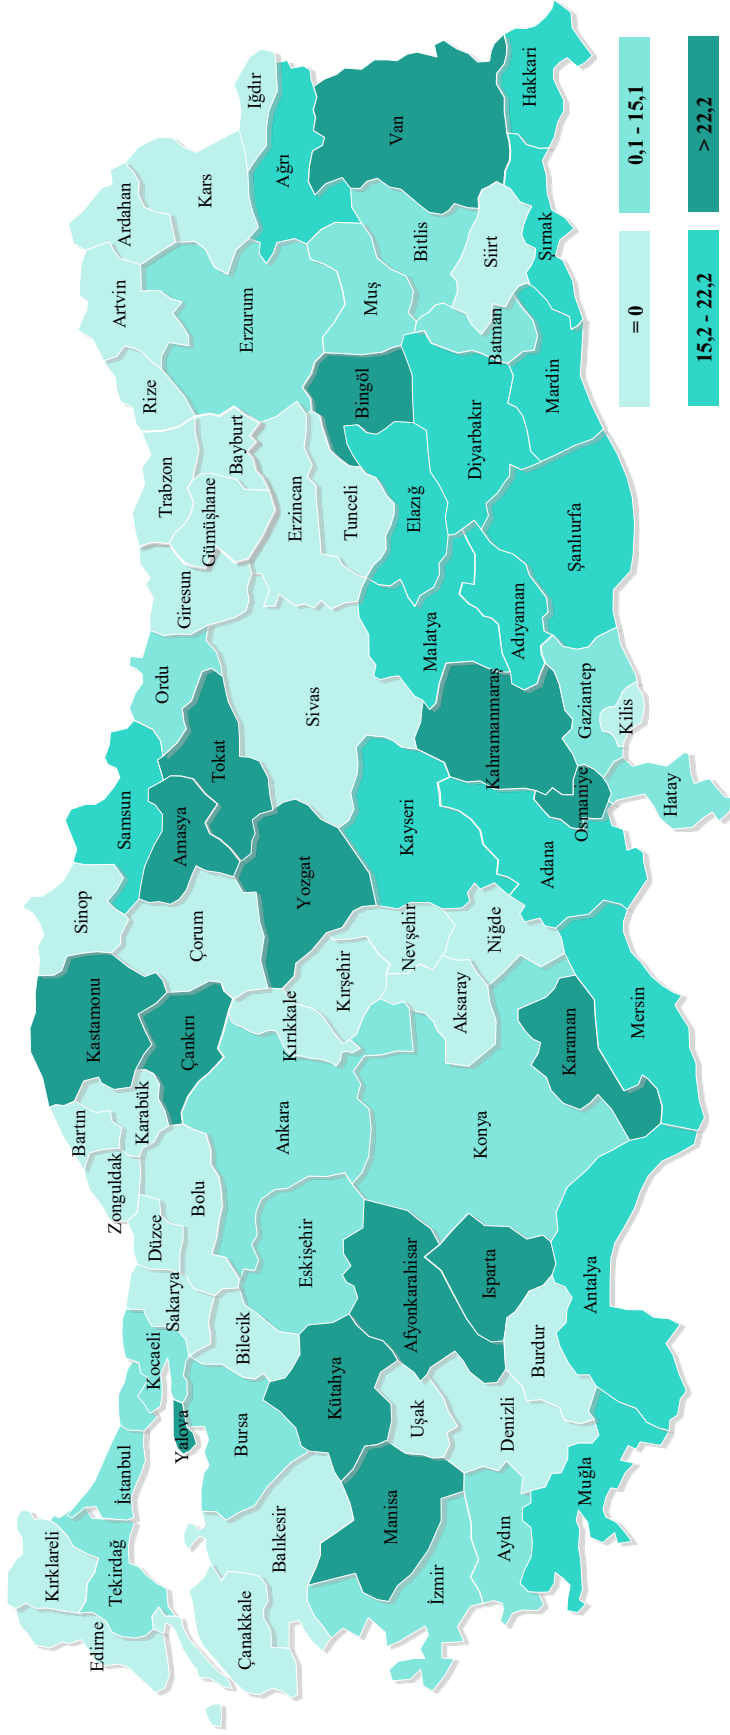 Kırklareli
Edirne
Tekirdağ
İstanbul
Kocaeli
Yalova
Sakarya
Düzce
Zonguldak
Bartın
Karabük
Kastamonu
Çankırı
Sinop
Çorum
Samsun
Amasya
Tokat
Ordu
Giresun
Gümüşhane
Trabzon
Bayburt
Rize
Artvin
Ardahan
Kars
Iğdır
Çanakkale
Balıkesir
Bursa
Bilecik
Bolu
Eskişehir
Ankara
Kırıkkale
Kırşehir
Yozgat
Sivas
Erzincan
Tunceli
Erzurum
Ağrı
Manisa
Kütahya
Uşak
Afyonkarahisar
Nevşehir
Kayseri
Malatya
Elazığ
Bingöl
Muş
Bitlis
Van
İzmir
Aydın
Denizli
Isparta
Burdur
Konya
Aksaray
Niğde
Kahramanmaraş
Adıyaman
Diyarbakır
Batman
Siirt
Şırnak
Hakkari
Muğla
Antalya
Karaman
Mersin
Adana
Osmaniye
Gaziantep
Kilis
Hatay
Şanlıurfa
Mardin
= 0
0,1 - 15,1
15,2 - 22,2
> 22,2